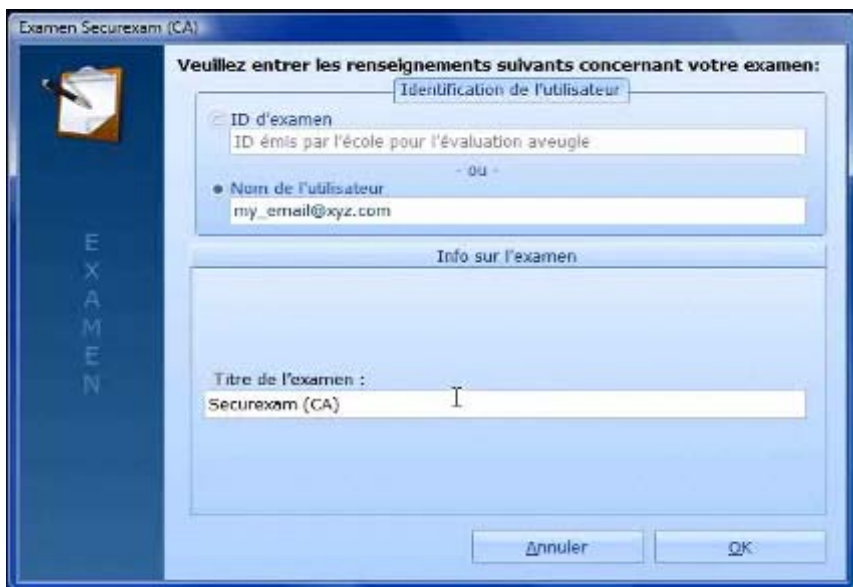 Examen Securexam (CA)
Veuillez entrer les renseignements suivants concernant votre examen:
Identification de l'utilisateur
ID d'examen
ID émis par l'école pour l'évaluation aveugle
- ou -
Nom de l'utilisateur
my_email@xyz.com
EXAMEN
Info sur l'examen
Titre de l'examen :
Securexam (CA)
Annuler OK